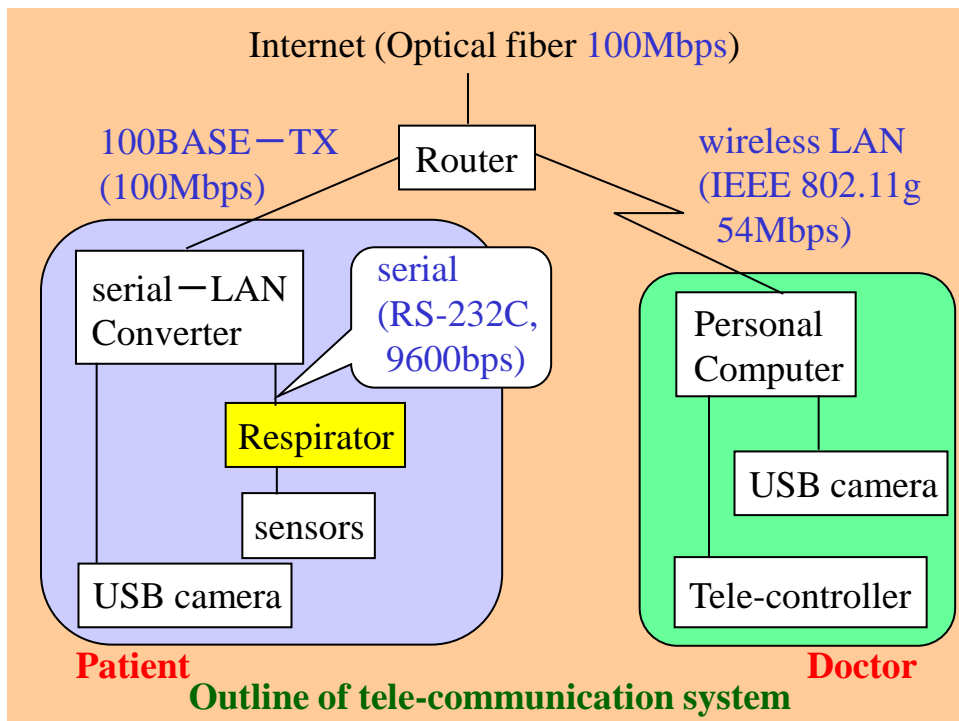 Internet (Optical fiber 100Mbps)
100BASE－TX
(100Mbps)
Router
wireless LAN
(IEEE 802.11g
54Mbps)
serial－LAN
Converter
serial
(RS-232C,
9600bps)
Respirator
sensors
USB camera
Patient
Personal
Computer
USB camera
Tele-controller
Doctor
Outline of tele-communication system